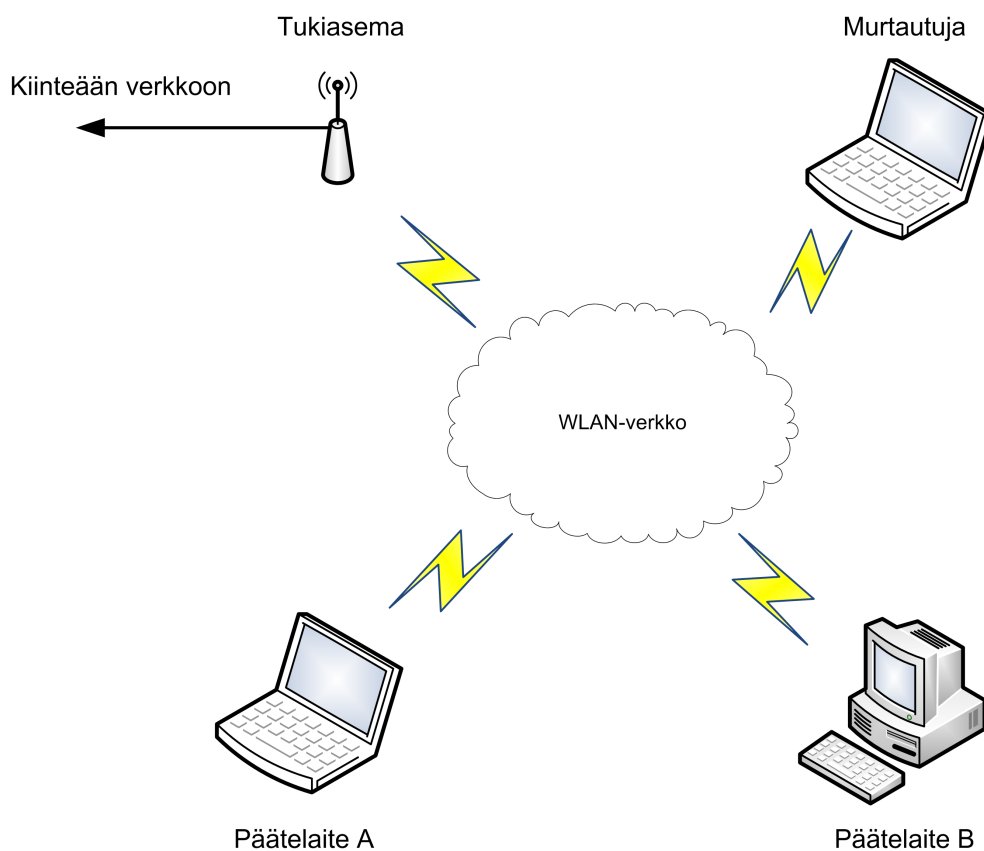 Tukiasema
Murtautuja
Kiinteään verkkoon
WLAN-verkko
Päätelaite A
Päätelaite B